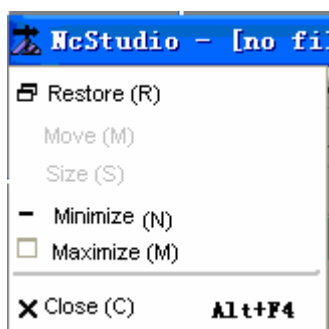 NcStudio - [no fil
Restore (R)
Move (M)
Size (S)
Minimize (N)
Maximize (M)
Close (C) Alt+F4